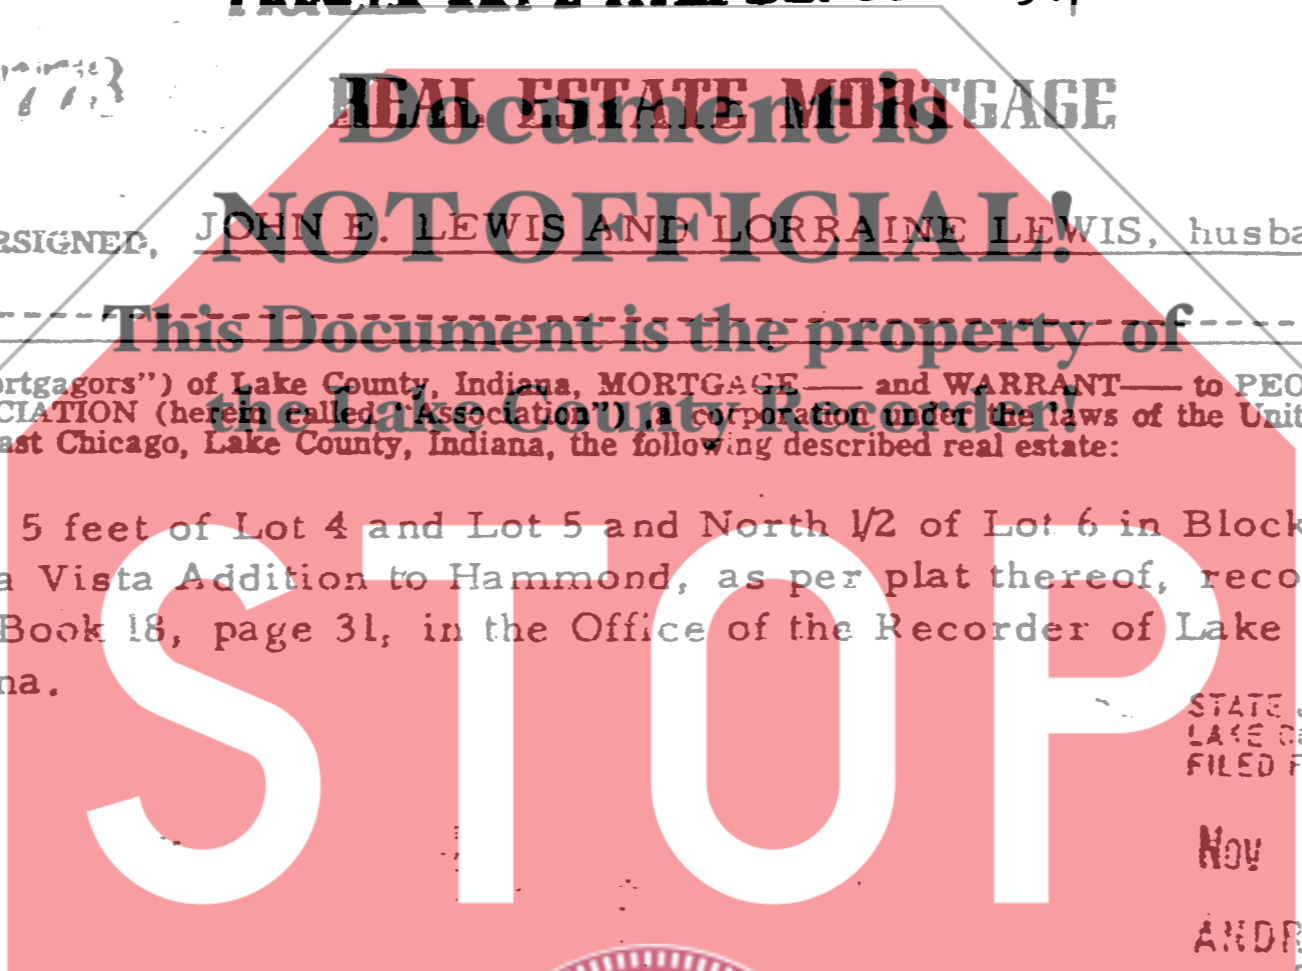 REAL ESTATE MORTGAGE
Document is
NOT OFFICIAL!
RSIGNED, JOHN E. LEWIS AND LORRAINE LEWIS, husba
This Document is the property of
the Lake County Recorder!
ortgagors") of Lake County, Indiana, MORTGAGE— and WARRANT— to PEO
CIATION (herein called "Association"), a corporation under the laws of the Unit
ast Chicago, Lake County, Indiana, the following described real estate:
5 feet of Lot 4 and Lot 5 and North 1/2 of Lot 6 in Block
a Vista Addition to Hammond, as per plat thereof, reco
Book 18, page 31, in the Office of the Recorder of Lake
na.
STOP
STATE
LAKE
FILED F
Nov
ANDR